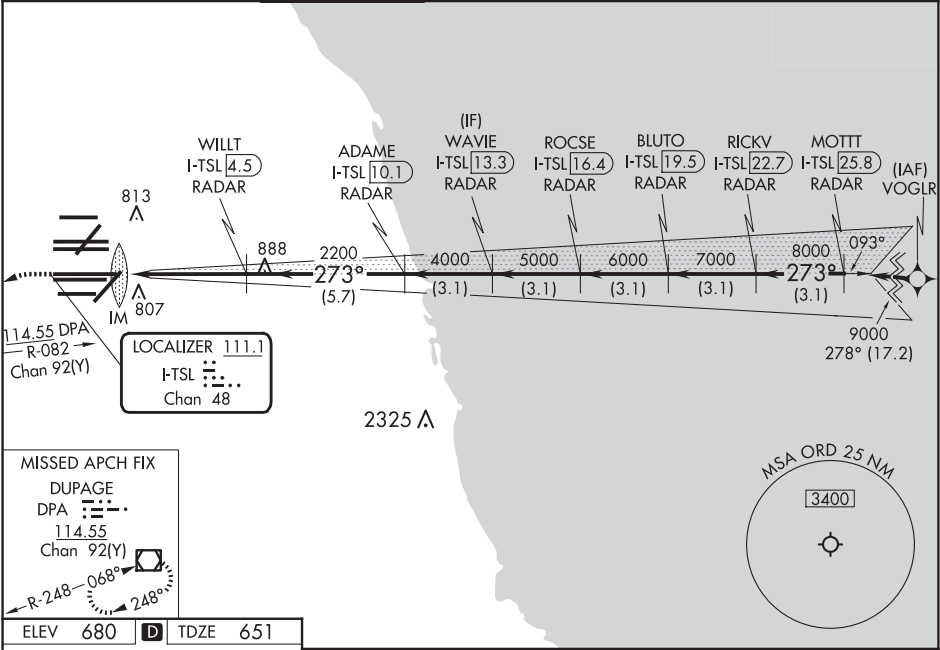 (IF)
WILLT
I-TSL 4.5
RADAR
ADAME
I-TSL 10.1
RADAR
WAVIE
I-TSL 13.3
RADAR
ROCSE
I-TSL 16.4
RADAR
BLUTO
I-TSL 19.5
RADAR
RICKV
I-TSL 22.7
RADAR
MOTTT
I-TSL 25.8
RADAR
(IAF)
VOGLR
813
888
2200
4000
5000
6000
7000
8000
093°
273°
273°
(5.7)
(3.1)
(3.1)
(3.1)
(3.1)
(3.1)
IM
807
9000
278° (17.2)
114.55 DPA
R-082
Chan 92(Y)
LOCALIZER 111.1
I-TSL
Chan 48
2325
MISSED APCH FIX
DUPAGE
DPA
114.55
Chan 92(Y)
R-248
068°
248°
MSA ORD 25 NM
3400
ELEV 680 D TDZE 651